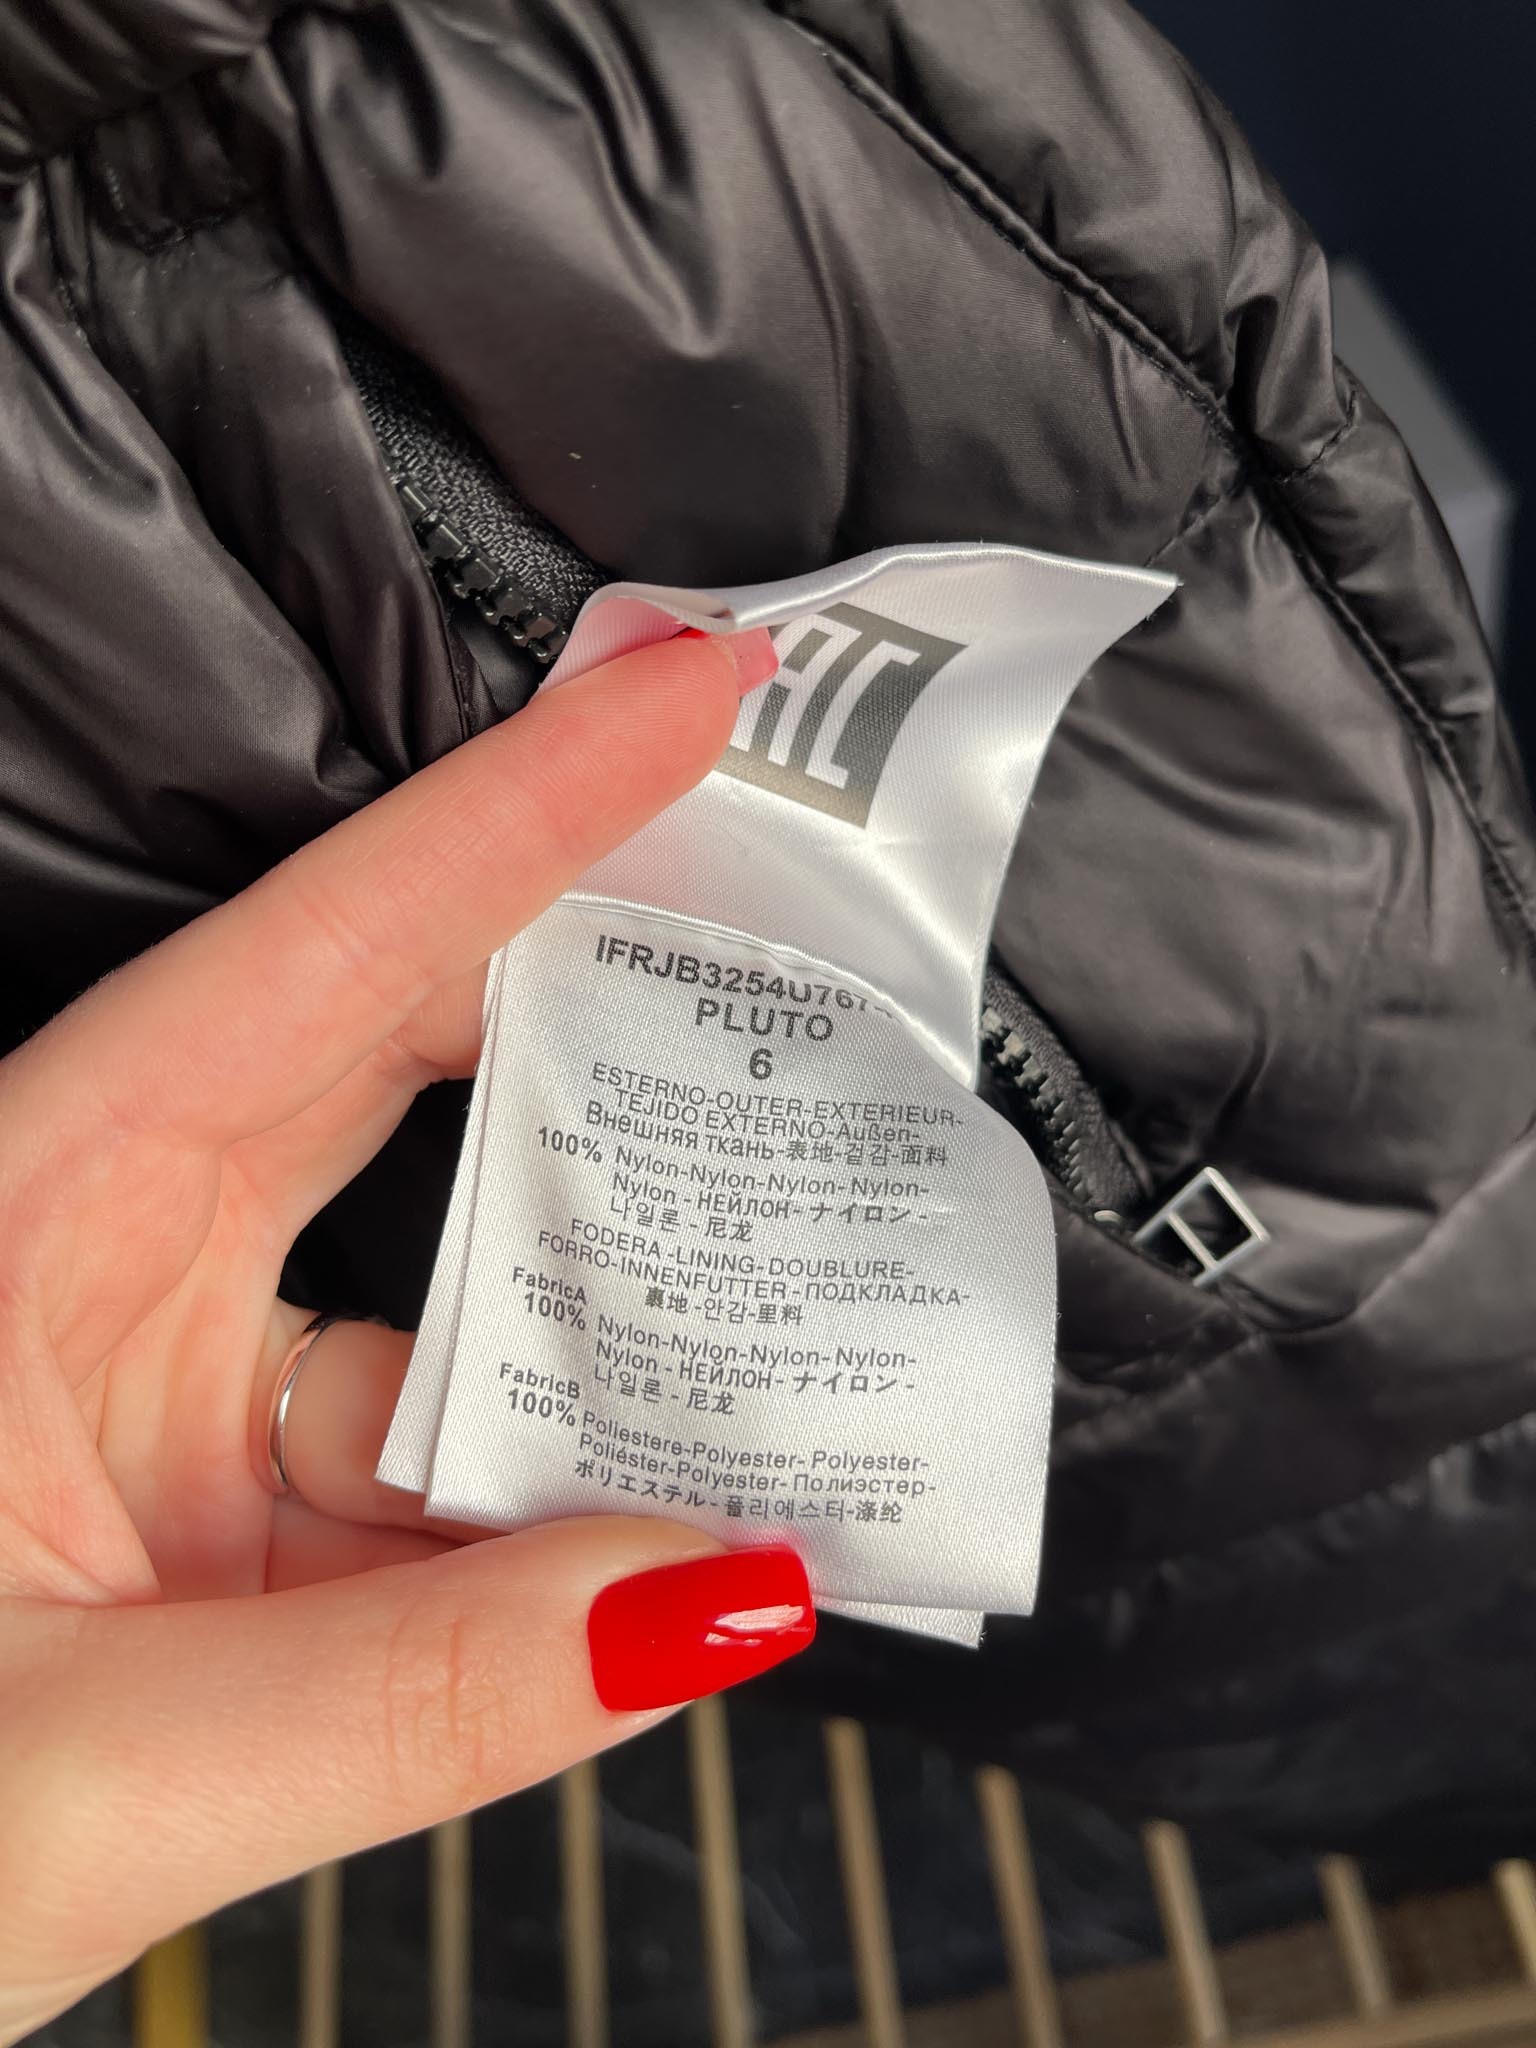 EAC
IFRJB3254U767
PLUTO
6
ESTERNO-OUTER-EXTERIEUR-
TEJIDO EXTERNO-Außen-
Внешняя ткань-表地-겉감-面料
100% Nylon-Nylon-Nylon- Nylon-
Nylon - НЕЙЛОН- ナイロン -
나일론 - 尼龙
FODERA -LINING-DOUBLURE-
FORRO-INNENFUTTER -ПОДКЛАДКА-
裏地 -안감-里料
FabricA
100% Nylon-Nylon-Nylon- Nylon-
Nylon - НЕЙЛОН- ナイロン -
나일론 - 尼龙
FabricB
100% Poliestere-Polyester- Polyester-
Poliéster-Polyester- Полиэстер-
ポリエステル- 폴리에스터-涤纶